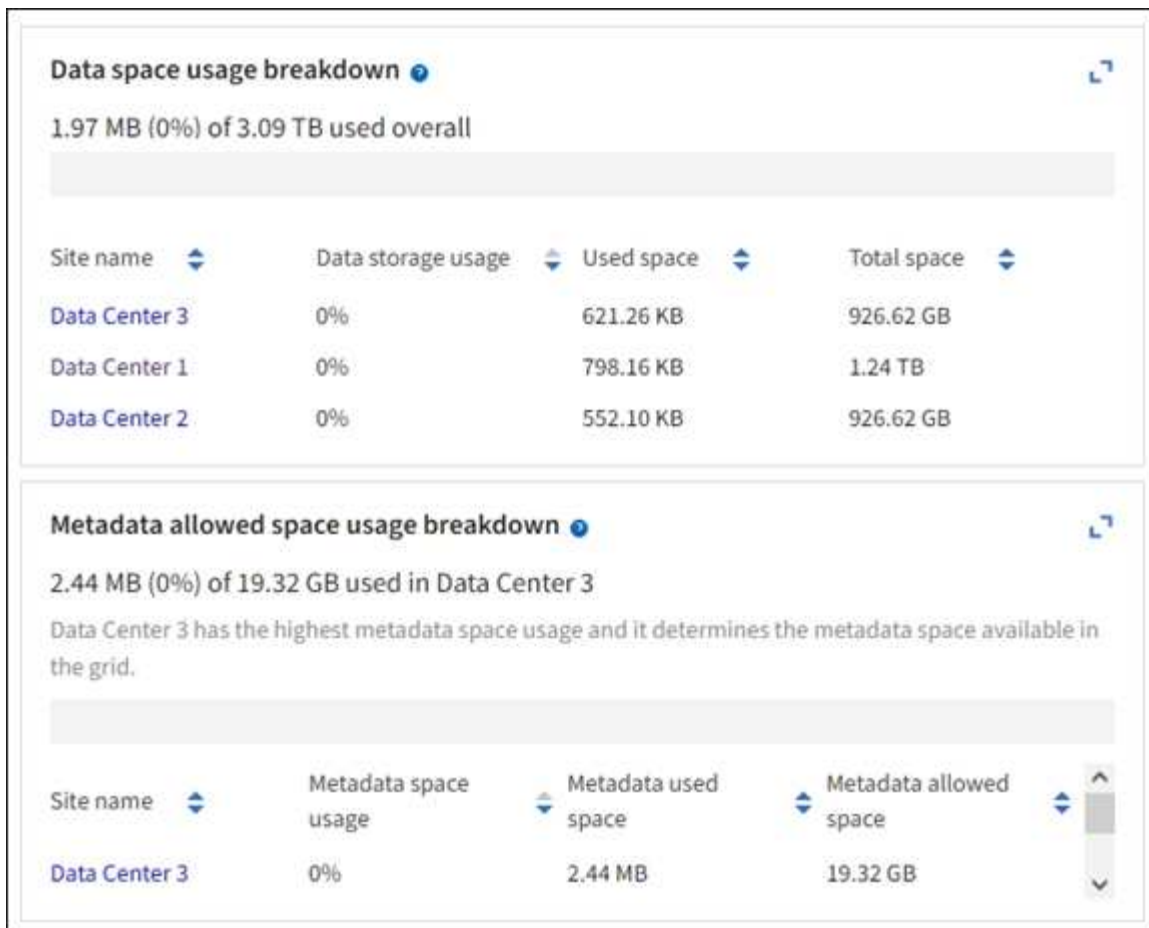 Data space usage breakdown ?
1.97 MB (0%) of 3.09 TB used overall
Site name Data storage usage Used space Total space
Data Center 3 0% 621.26 KB 926.62 GB
Data Center 1 0% 798.16 KB 1.24 TB
Data Center 2 0% 552.10 KB 926.62 GB
Metadata allowed space usage breakdown ?
2.44 MB (0%) of 19.32 GB used in Data Center 3
Data Center 3 has the highest metadata space usage and it determines the metadata space available in
the grid.
Site name Metadata space usage Metadata used space Metadata allowed space
Data Center 3 0% 2.44 MB 19.32 GB